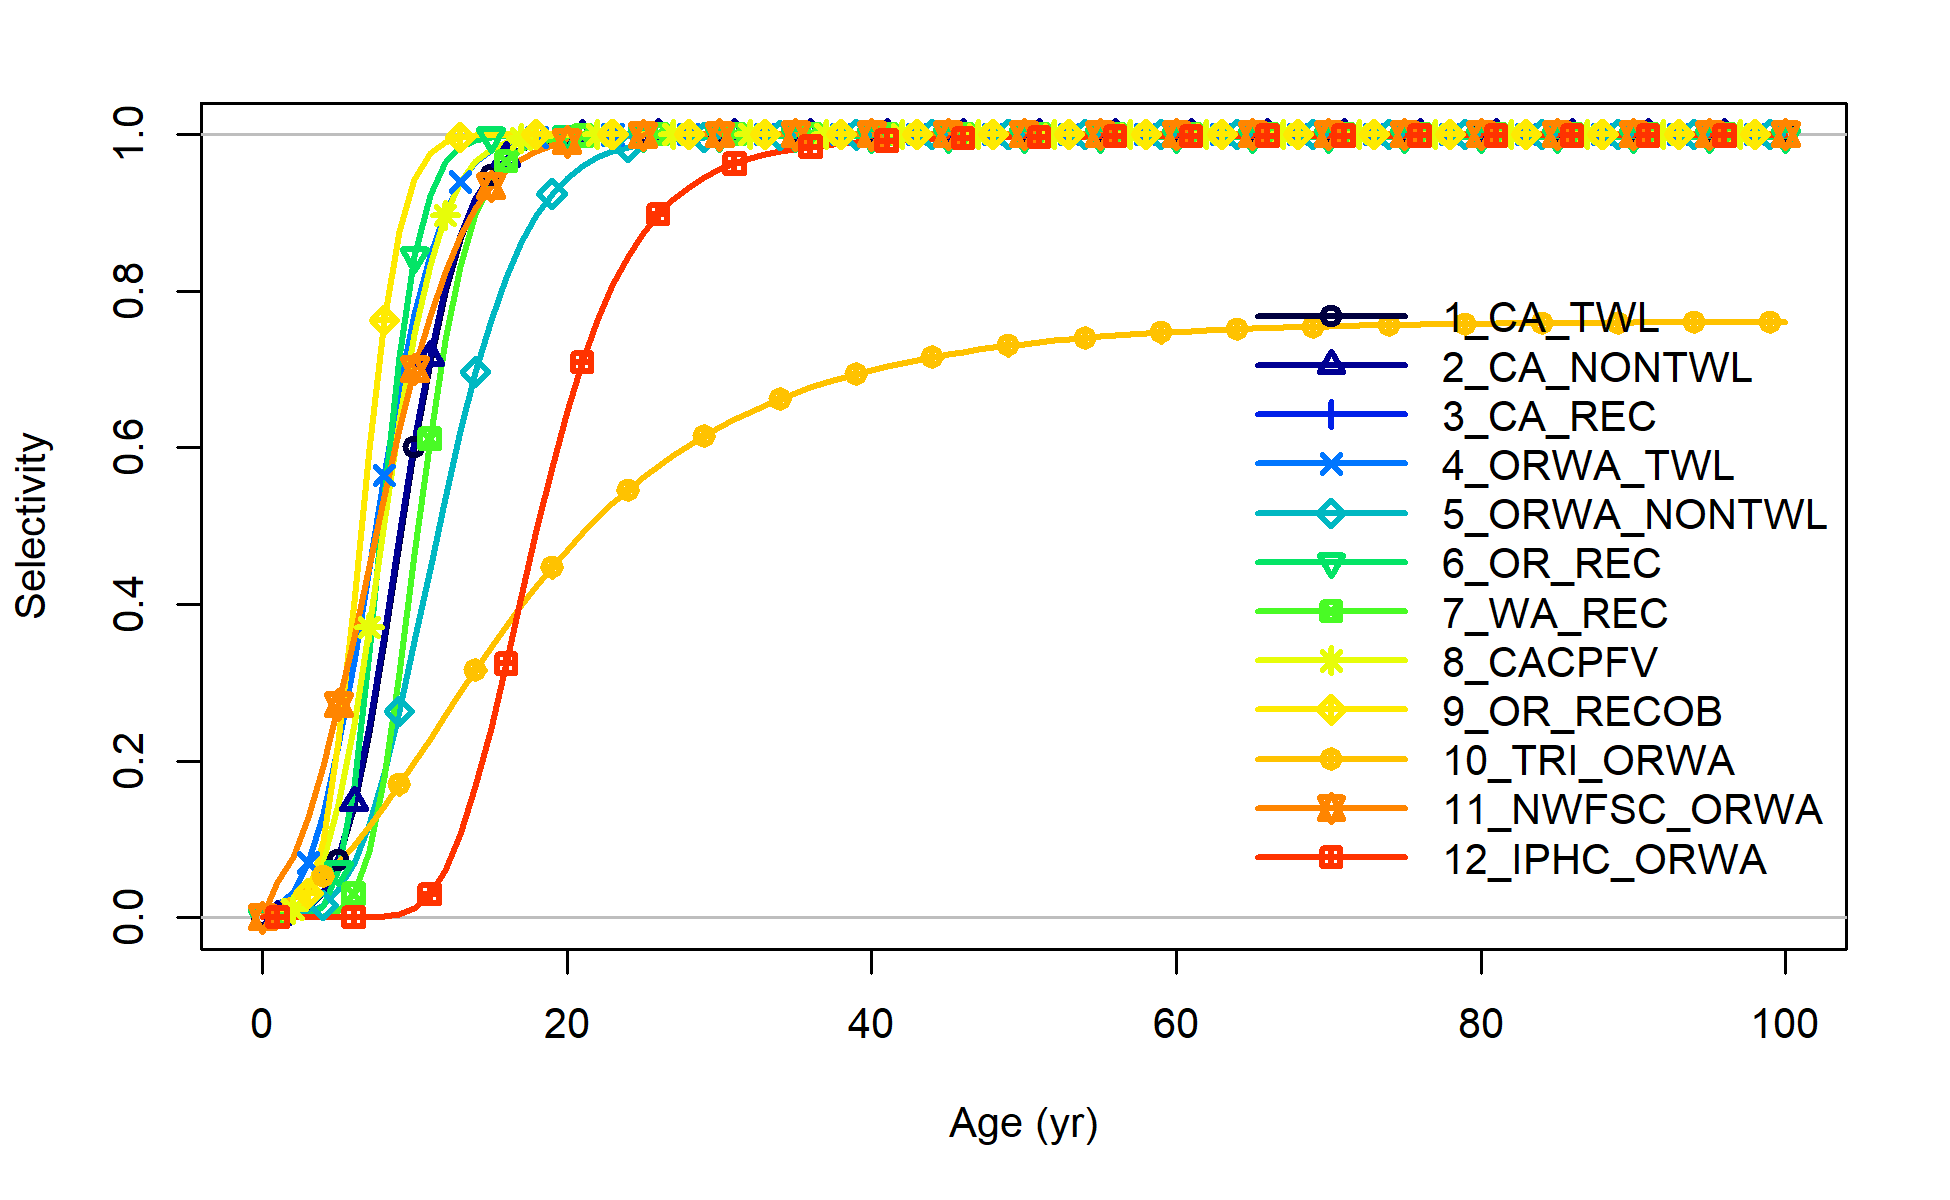 Selectivity
1.0
0.8
0.6
0.4
0.2
0.0
1_CA_TWL
2_CA_NONTWL
3_CA_REC
4_ORWA_TWL
5_ORWA_NONTWL
6_OR_REC
7_WA_REC
8_CACPFV
9_OR_RECOB
10_TRI_ORWA
11_NWFSC_ORWA
12_IPHC_ORWA
0 20 40 60 80 100
Age (yr)